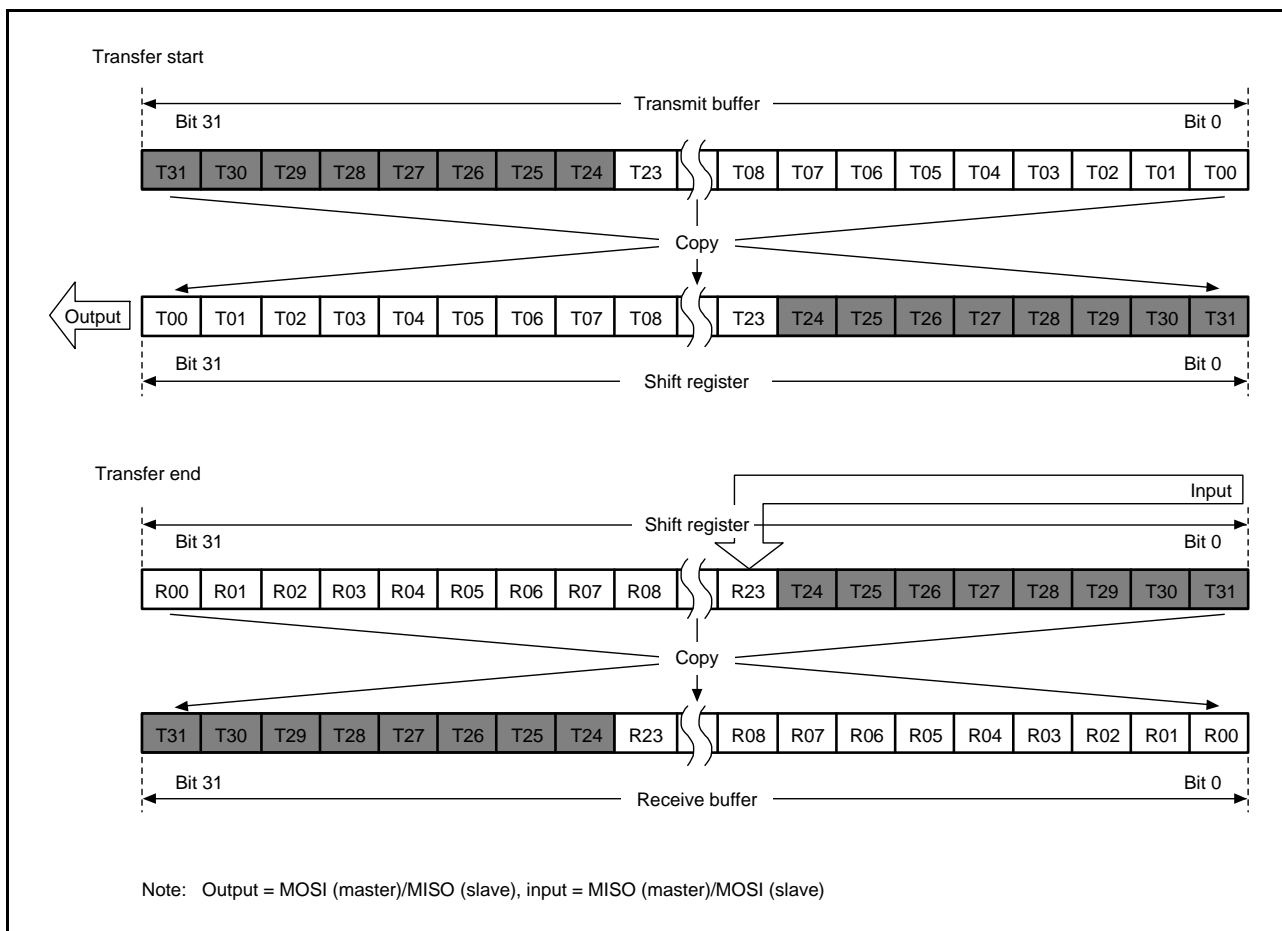 Transfer start
Transmit buffer
Bit 31 Bit 0
T31 T30 T29 T28 T27 T26 T25 T24 T23 T08 T07 T06 T05 T04 T03 T02 T01 T00
Copy
Output T00 T01 T02 T03 T04 T05 T06 T07 T08 T23 T24 T25 T26 T27 T28 T29 T30 T31
Bit 31 Bit 0
Shift register
Transfer end
Input
Shift register
Bit 31 Bit 0
R00 R01 R02 R03 R04 R05 R06 R07 R08 R23 T24 T25 T26 T27 T28 T29 T30 T31
Copy
T31 T30 T29 T28 T27 T26 T25 T24 R23 R08 R07 R06 R05 R04 R03 R02 R01 R00
Bit 31 Bit 0
Receive buffer
Note: Output = MOSI (master)/MISO (slave), input = MISO (master)/MOSI (slave)